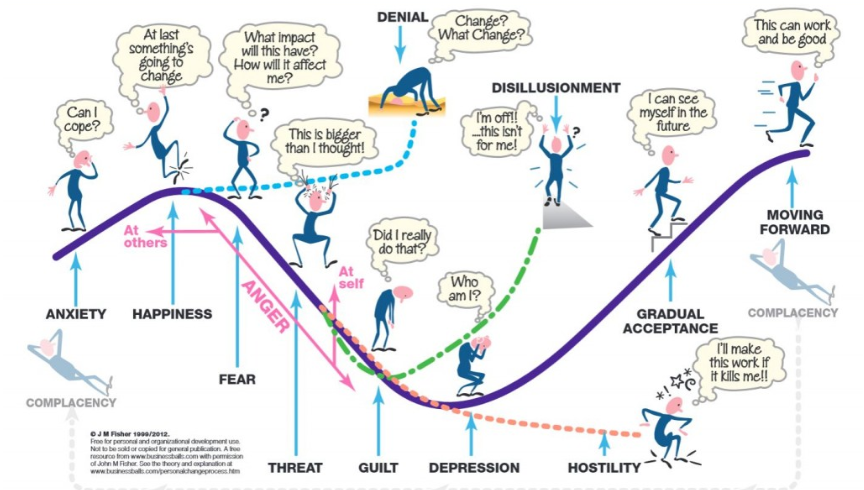 DENIAL
Change?
What Change?
This can work
and be good
At last
something's
going to
change
What impact
will this have?
How will it affect
me?
DISILLUSIONMENT
Can I
cope?
?
This is bigger
than I thought!
I'm off!!
...this isn't
for me!
?
I can see
myself in the
future
At
others
Did I really
do that?
MOVING
FORWARD
At
self
Who
am I?
ANGER
ANXIETY
HAPPINESS
GRADUAL
ACCEPTANCE
COMPLACENCY
I'll make
this work if
it kills me!!
FEAR
COMPLACENCY
© J M Fisher 1999/2012.
Free for personal and organizational development use.
Not to be sold or copied for general publication. A free
resource from www.businessballs.com with permission
of John M Fisher. See the theory and explanation at
www.businessballs.com/personalchangeprocess.htm
THREAT
GUILT
DEPRESSION
HOSTILITY